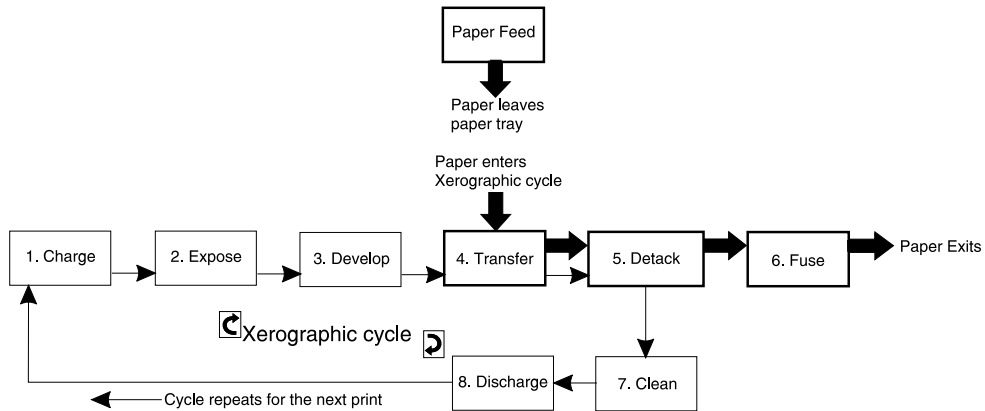 Paper Feed
Paper leaves
paper tray
Paper enters
Xerographic cycle
1. Charge
2. Expose
3. Develop
4. Transfer
5. Detack
6. Fuse
Paper Exits
Xerographic cycle
8. Discharge
7. Clean
Cycle repeats for the next print